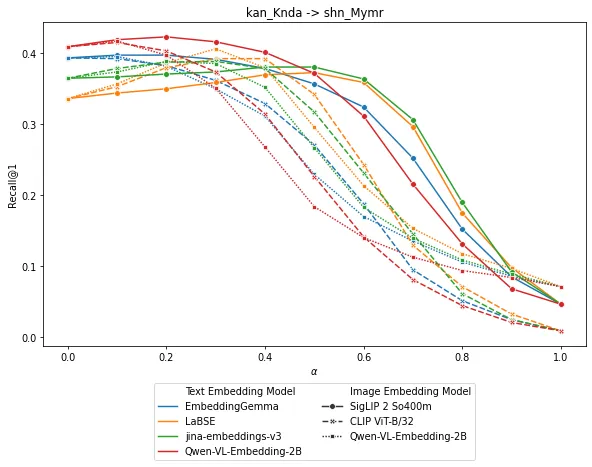 kan_Knda -> shn_Mymr
Recall@1
0.4
0.3
0.2
0.1
0.0
0.0 0.2 0.4 0.6 0.8 1.0
α
Text Embedding Model
EmbeddingGemma
LaBSE
jina-embeddings-v3
Qwen-VL-Embedding-2B
Image Embedding Model
SigLIP 2 So400m
CLIP ViT-B/32
Qwen-VL-Embedding-2B